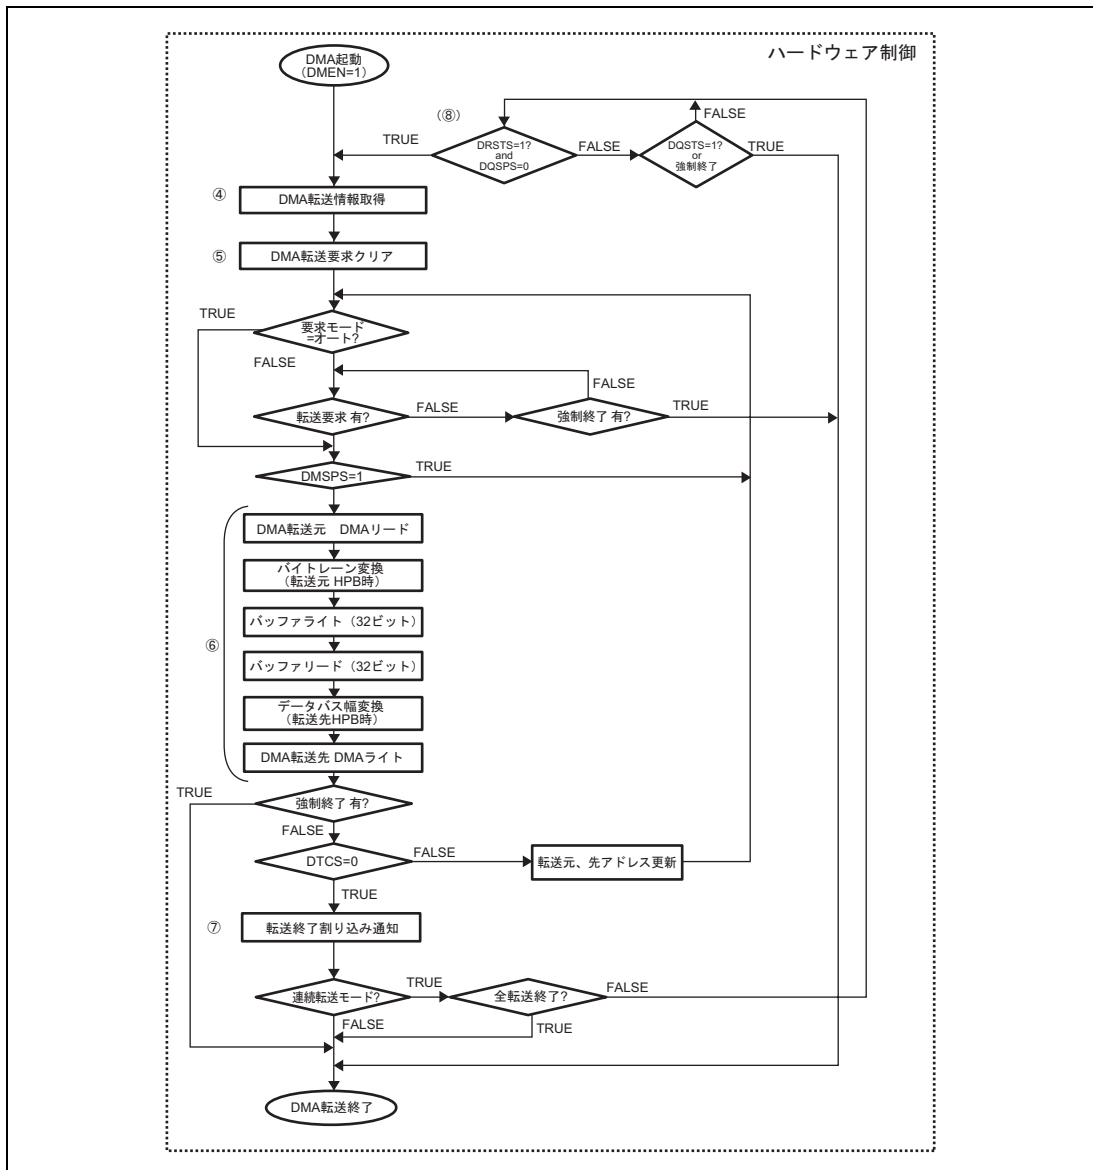 ハードウェア制御
DMA起動
(DMEN=1)
(⑧)
FALSE
TRUE
DRSTS=1?
and
DQSPS=0
FALSE
DQSTS=1?
or
強制終了
TRUE
④
DMA転送情報取得
⑤
DMA転送要求クリア
TRUE
要求モード
=オート?
FALSE
FALSE
転送要求 有?
FALSE
強制終了 有?
TRUE
DMSPS=1
TRUE
DMA転送元 DMAリード
バイトレーン変換
(転送元 HPB時)
バッファライト（32ビット）
⑥
バッファリード（32ビット）
データバス幅変換
(転送先HPB時)
DMA転送先 DMAライト
TRUE
強制終了 有?
FALSE
DTCS=0
FALSE
転送元、先アドレス更新
TRUE
⑦
転送終了割り込み通知
連続転送モード?
TRUE
全転送終了?
FALSE
FALSE
TRUE
DMA転送終了